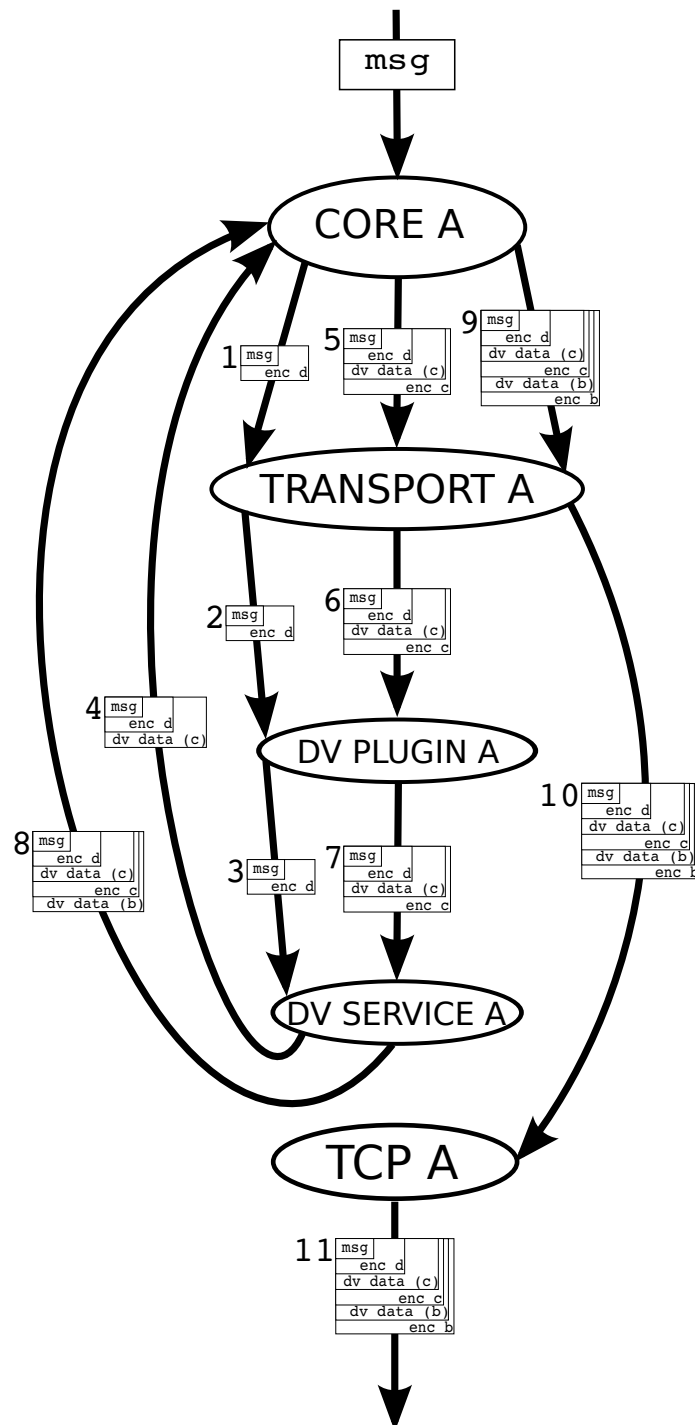 msg
CORE A
1
msg
enc d
5
msg
enc d
dv data (c)
enc c
9
msg
enc d
dv data (c)
enc c
dv data (b)
enc b
TRANSPORT A
2
msg
enc d
6
msg
enc d
dv data (c)
enc c
4
msg
enc d
dv data (c)
DV PLUGIN A
10
msg
enc d
dv data (c)
enc c
dv data (b)
enc b
8
msg
enc d
dv data (c)
enc c
dv data (b)
3
msg
enc d
7
msg
enc d
dv data (c)
enc c
DV SERVICE A
TCP A
11
msg
enc d
dv data (c)
enc c
dv data (b)
enc b